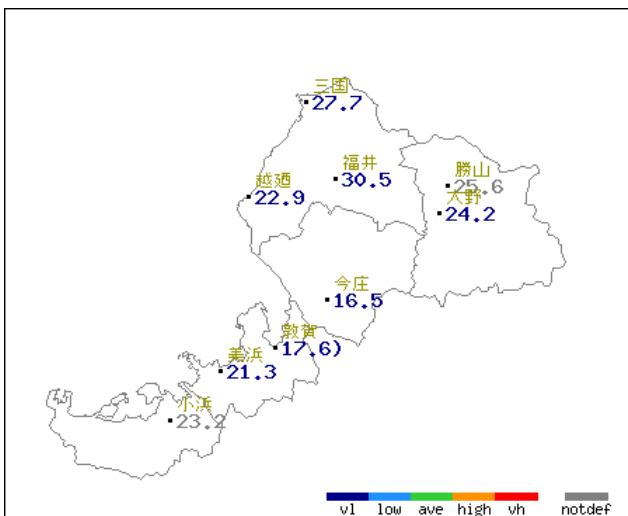 三国
27.7
福井
30.5
越廼
22.9
勝山
25.6
大野
24.2
今庄
16.5
敦賀
17.6)
美浜
21.3
小浜
23.2
vl low ave high vh notdef